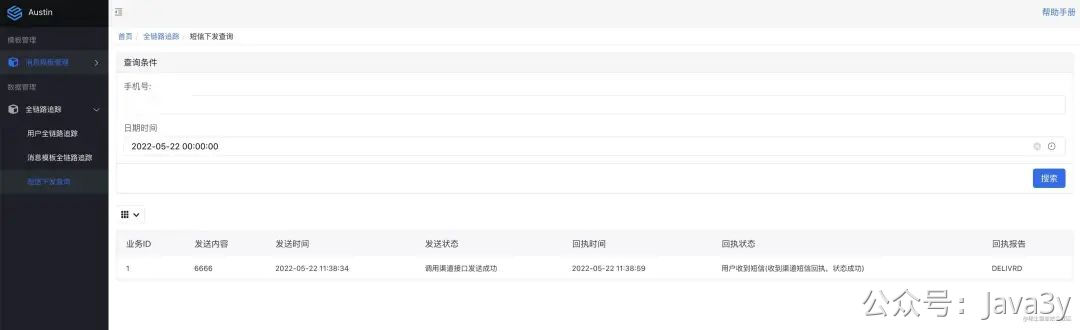 Austin
帮助手册
模板管理
消息模板管理
数据管理
全链路追踪
用户全链路追踪
消息模板全链路追踪
短信下发查询
首页 / 全链路追踪 / 短信下发查询
查询条件
手机号:
日期时间
2022-05-22 00:00:00
搜索
业务ID 发送内容 发送时间 发送状态 回执时间 回执状态 回执报告
1 6666 2022-05-22 11:38:34 调用渠道接口发送成功 2022-05-22 11:38:59 用户收到短信(收到渠道短信回执，状态成功) DELIVRD
公众号：Java3y